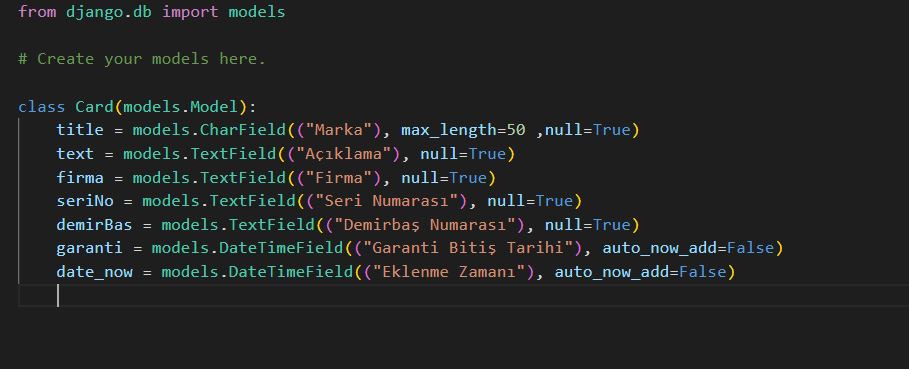 from django.db import models
# Create your models here.
class Card(models.Model):
    title = models.CharField(("Marka"), max_length=50 ,null=True)
    text = models.TextField(("Açıklama"), null=True)
    firma = models.TextField(("Firma"), null=True)
    seriNo = models.TextField(("Seri Numarası"), null=True)
    demirBas = models.TextField(("Demirbaş Numarası"), null=True)
    garanti = models.DateTimeField(("Garanti Bitiş Tarihi"), auto_now_add=False)
    date_now = models.DateTimeField(("Eklenme Zamanı"), auto_now_add=False)